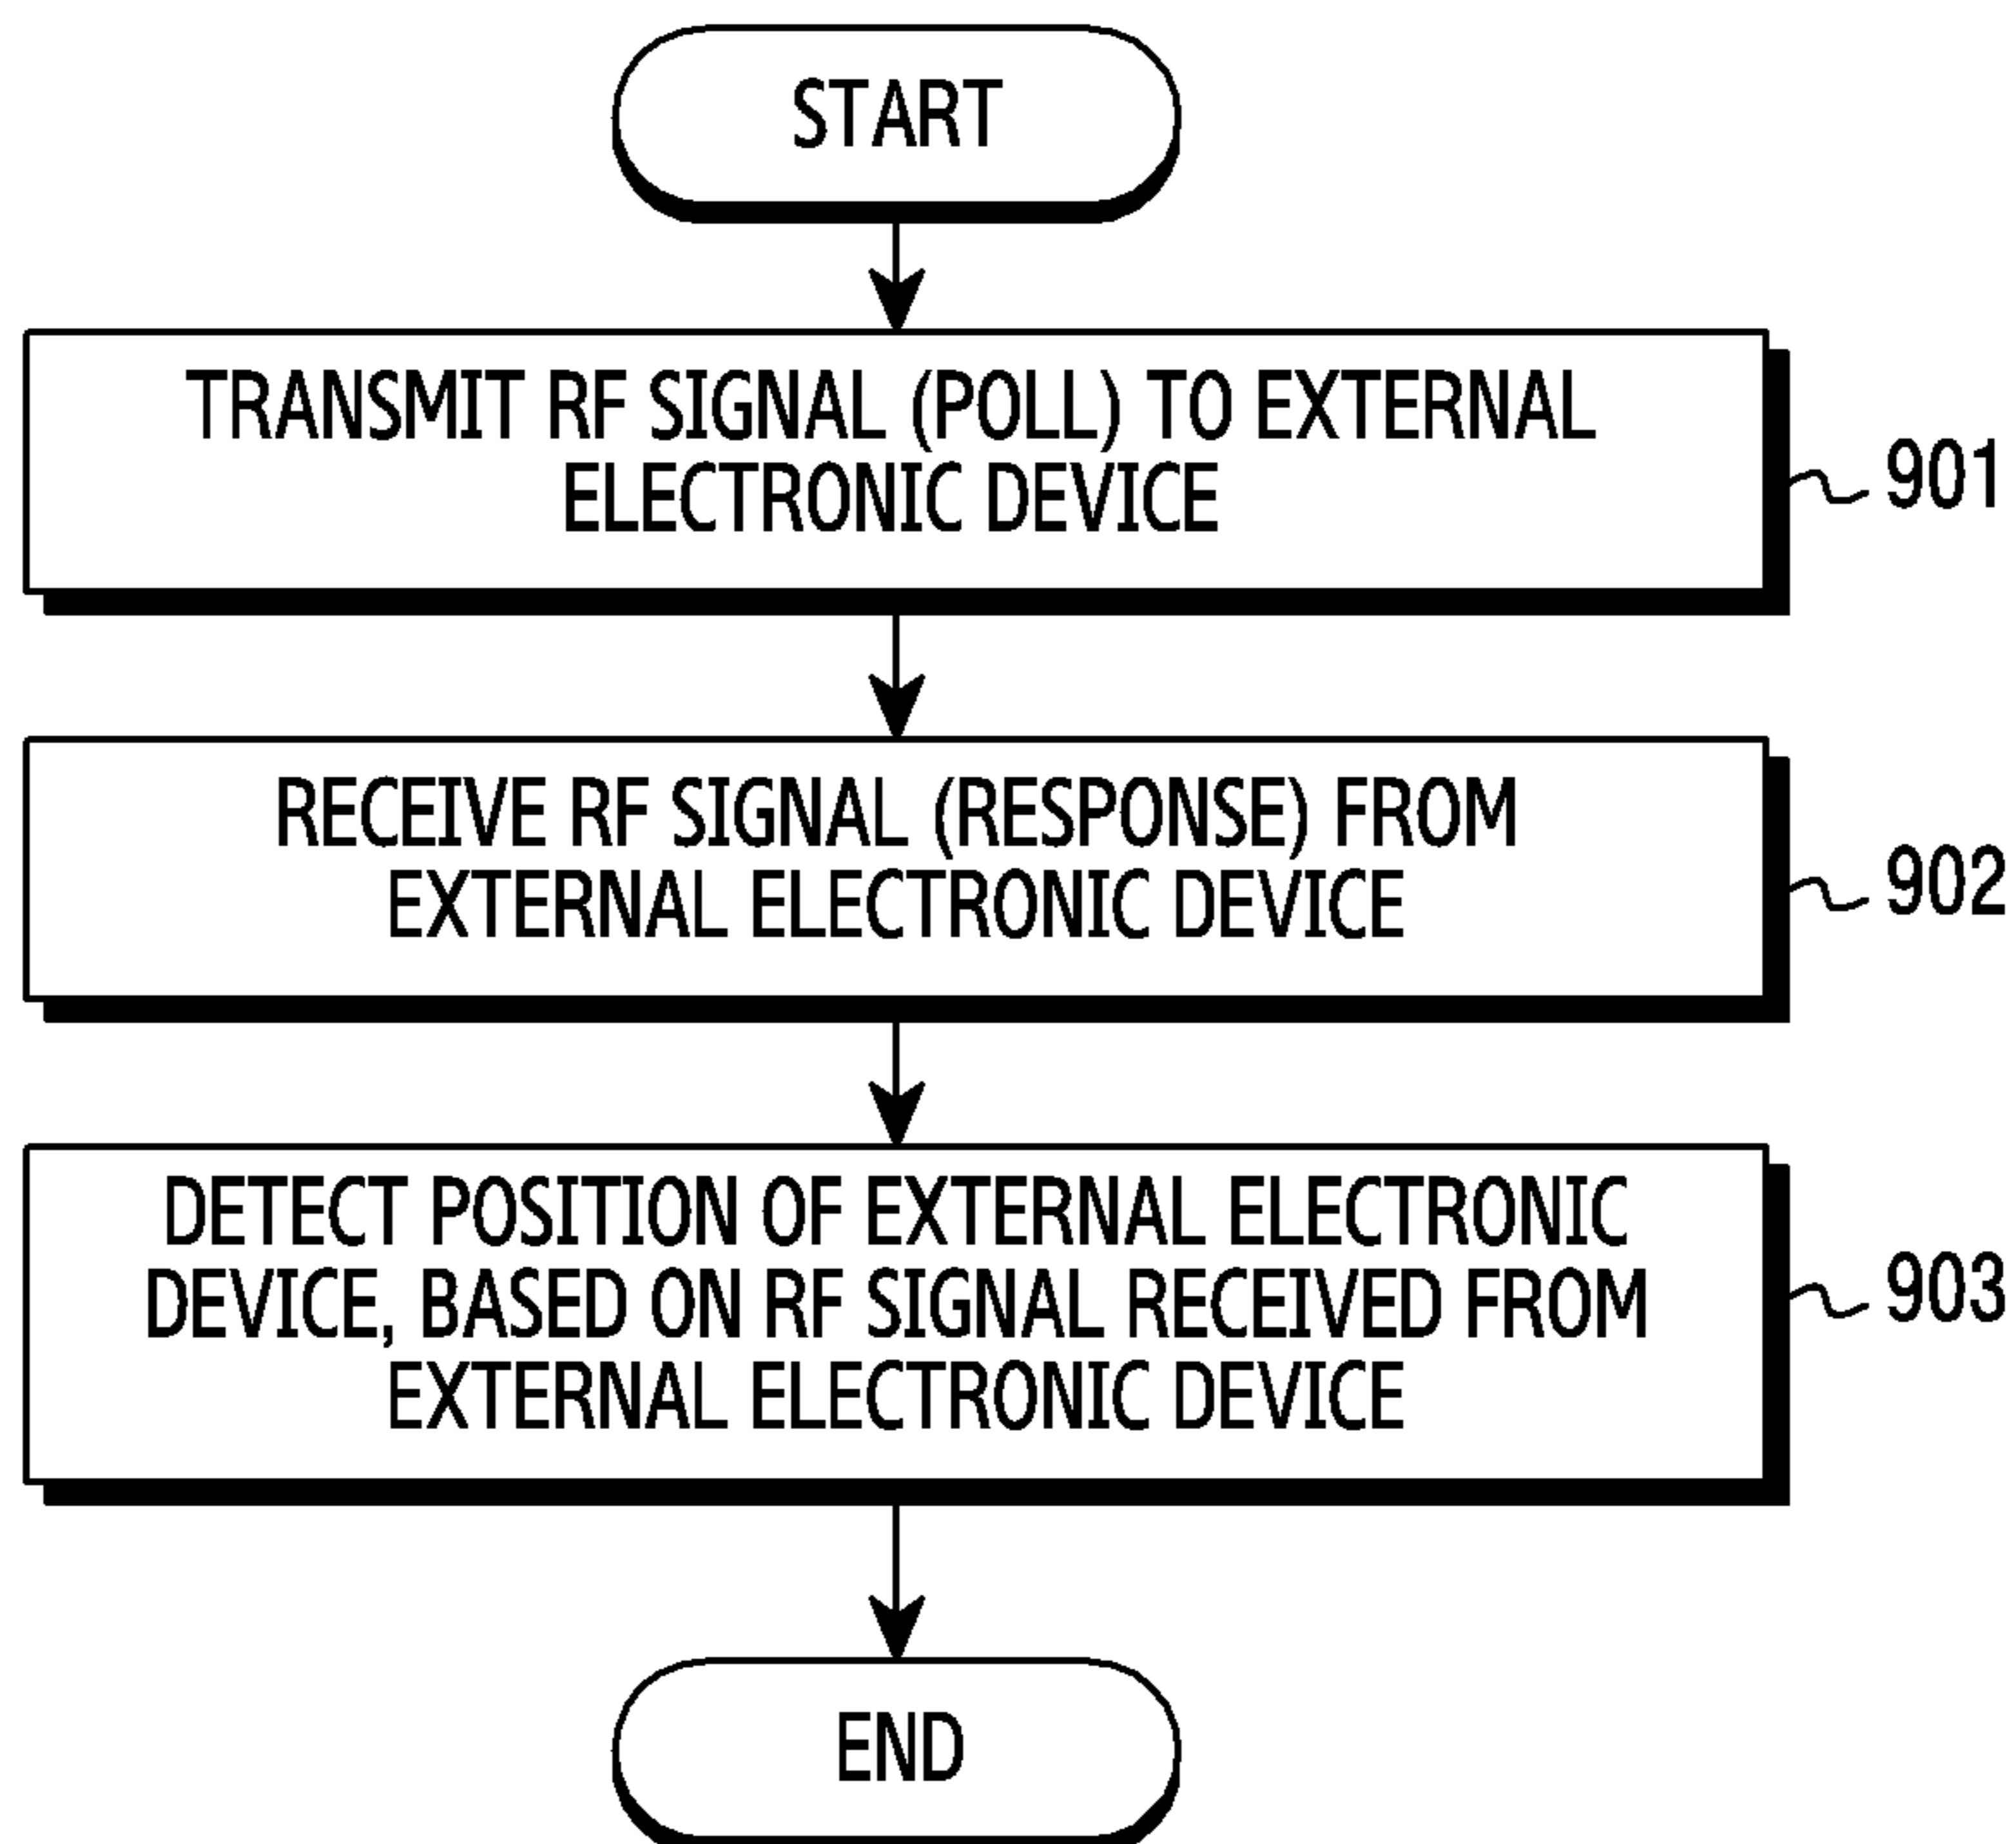 START
TRANSMIT RF SIGNAL (POLL) TO EXTERNAL
ELECTRONIC DEVICE
901
RECEIVE RF SIGNAL (RESPONSE) FROM
EXTERNAL ELECTRONIC DEVICE
902
DETECT POSITION OF EXTERNAL ELECTRONIC
DEVICE, BASED ON RF SIGNAL RECEIVED FROM
EXTERNAL ELECTRONIC DEVICE
903
END